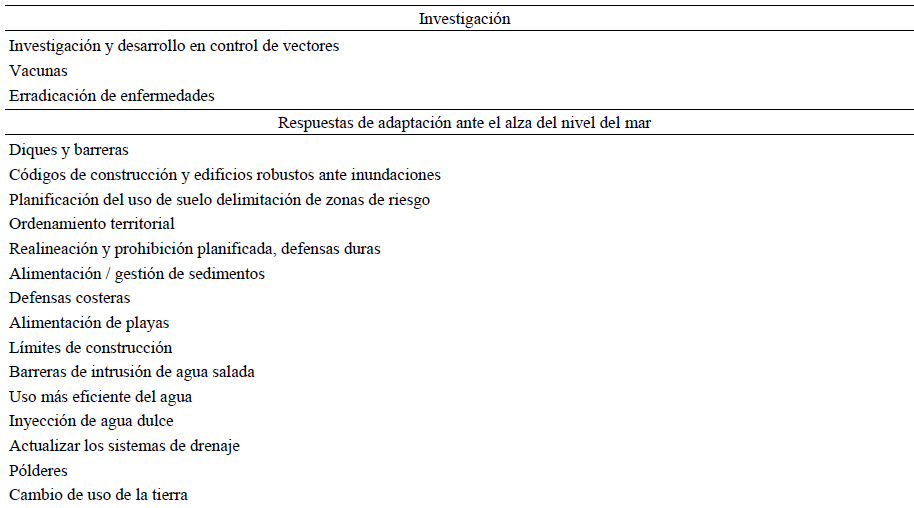 Investigación
Investigación y desarrollo en control de vectores
Vacunas
Erradicación de enfermedades
Respuestas de adaptación ante el alza del nivel del mar
Diques y barreras
Códigos de construcción y edificios robustos ante inundaciones
Planificación del uso de suelo delimitación de zonas de riesgo
Ordenamiento territorial
Realineación y prohibición planificada, defensas duras
Alimentación / gestión de sedimentos
Defensas costeras
Alimentación de playas
Límites de construcción
Barreras de intrusión de agua salada
Uso más eficiente del agua
Inyección de agua dulce
Actualizar los sistemas de drenaje
Pólderes
Cambio de uso de la tierra